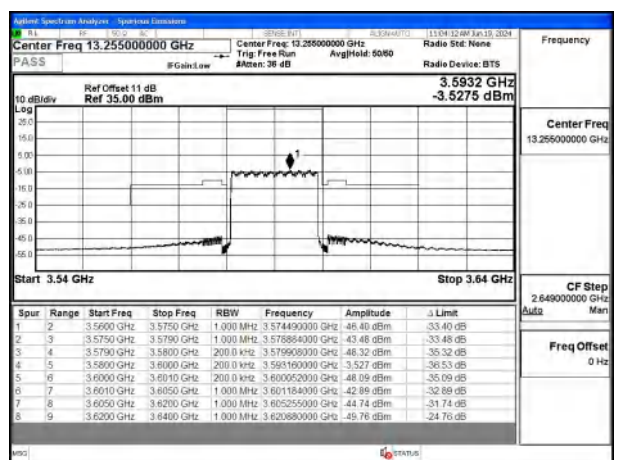 Agilent Spectrum Analyzer - Spurious Emissions
RL RF 50 Ω AC SENSE:INT ALIGNAUTO 11:04:12 AM Jun 19, 2024
Center Freq 13.255000000 GHz
Center Freq: 13.255000000 GHz Radio Std: None
Frequency
PASS
Trig: Free Run Avg|Hold: 50/50
IFGain:Low #Atten: 36 dB Radio Device: BTS
Ref Offset 11 dB 3.5932 GHz
10 dB/div Ref 35.00 dBm -3.5275 dBm
Log
25.0
15.0
5.00
-5.00
-15.0
-25.0
-35.0
-45.0
-55.0
1
Start 3.54 GHz Stop 3.64 GHz
Center Freq
13.255000000 GHz
CF Step
2.649000000 GHz
Auto Man
Freq Offset
0 Hz
Spur Range Start Freq Stop Freq RBW Frequency Amplitude Δ Limit
1 2 3.5600 GHz 3.5750 GHz 1.000 MHz 3.574490000 GHz -46.40 dBm -33.40 dB
2 3 3.5750 GHz 3.5790 GHz 1.000 MHz 3.578864000 GHz -43.48 dBm -33.48 dB
3 4 3.5790 GHz 3.5800 GHz 200.0 kHz 3.579908000 GHz -48.32 dBm -35.32 dB
4 5 3.5800 GHz 3.6000 GHz 200.0 kHz 3.593160000 GHz -3.527 dBm -36.53 dB
5 6 3.6000 GHz 3.6010 GHz 200.0 kHz 3.600052000 GHz -48.09 dBm -35.09 dB
6 7 3.6010 GHz 3.6050 GHz 1.000 MHz 3.601184000 GHz -42.89 dBm -32.89 dB
7 8 3.6050 GHz 3.6200 GHz 1.000 MHz 3.605255000 GHz -44.74 dBm -31.74 dB
8 9 3.6200 GHz 3.6400 GHz 1.000 MHz 3.620880000 GHz -49.76 dBm -24.76 dB
MSG STATUS